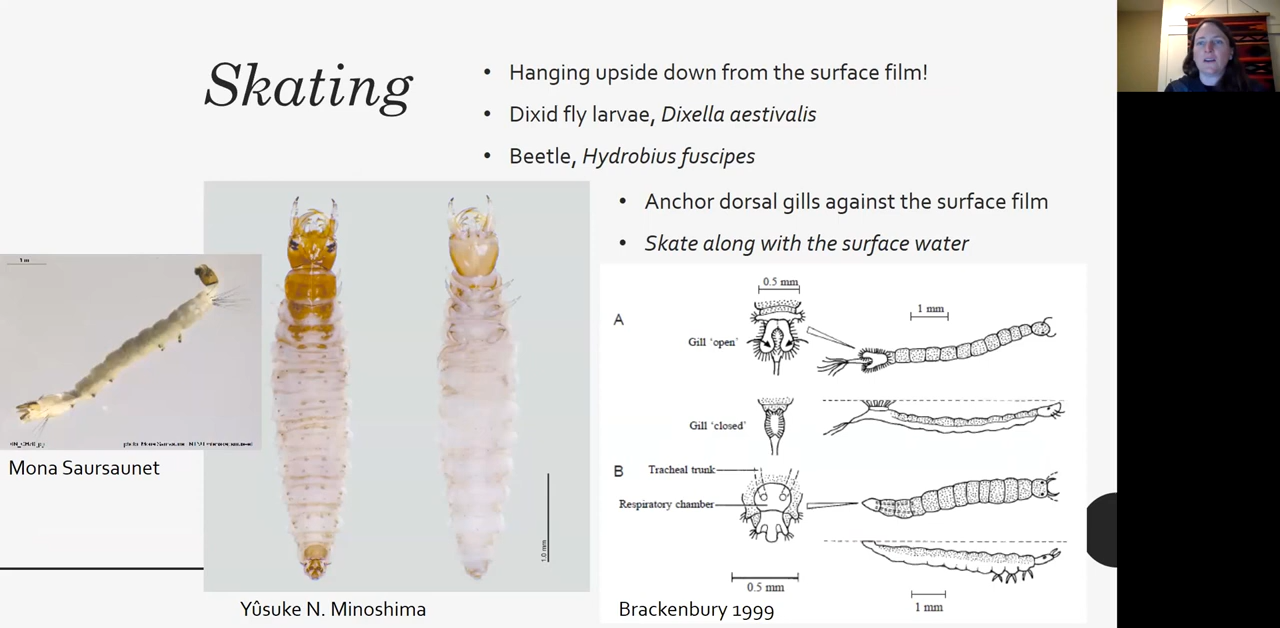 Skating
• Hanging upside down from the surface film!
• Dixid fly larvae, Dixella aestivalis
• Beetle, Hydrobius fuscipes
• Anchor dorsal gills against the surface film
• Skate along with the surface water
Mona Saursaunet
1.0 mm
Yûsuke N. Minoshima
A
0.5 mm
1 mm
Gill 'open'
Gill 'closed'
B
Tracheal trunk
Respiratory chamber
0.5 mm
1 mm
Brackenbury 1999